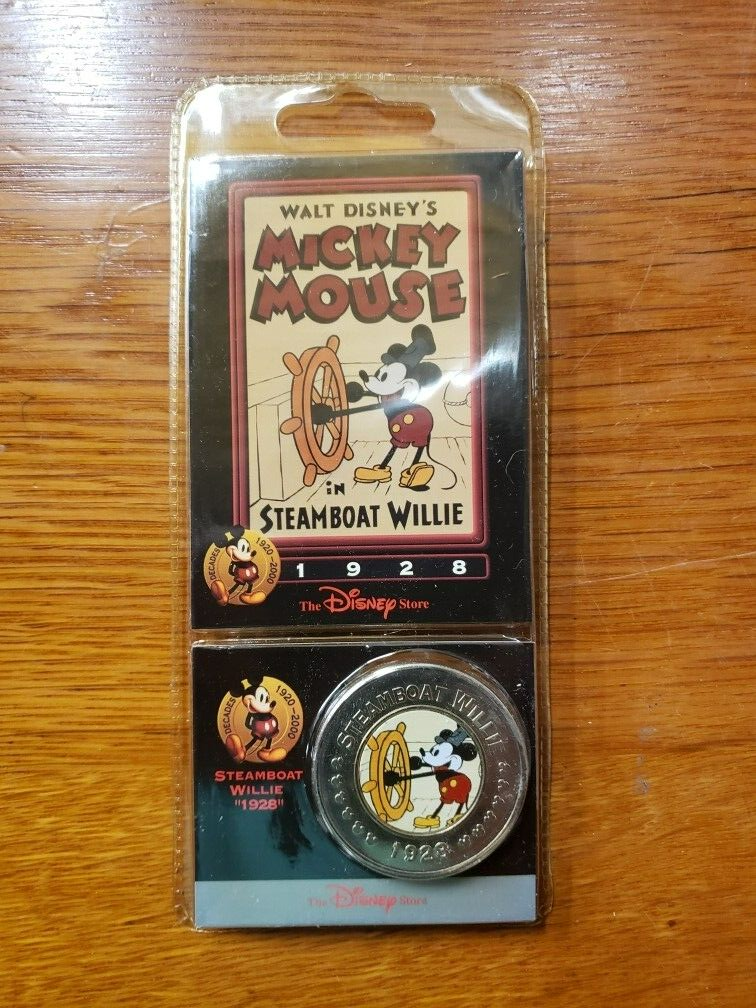 WALT DISNEY'S
MICKEY
MOUSE
IN
STEAMBOAT WILLIE
DECADES 1920-2000
1 9 2 8
The DISNEY Store
DECADES 1920-2000
STEAMBOAT
WILLIE
"1928"
STEAMBOAT WILLIE
1928
The DISNEY Store